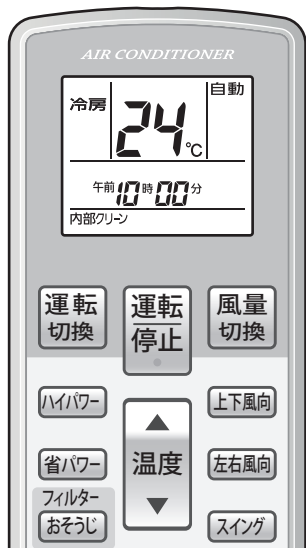 AIR CONDITIONER
冷房 24℃ 自動
午前10時00分
内部クリーン
運転切換
運転停止
風量切換
ハイパワー
上下風向
省パワー
温度
左右風向
フィルター
おそうじ
スイング